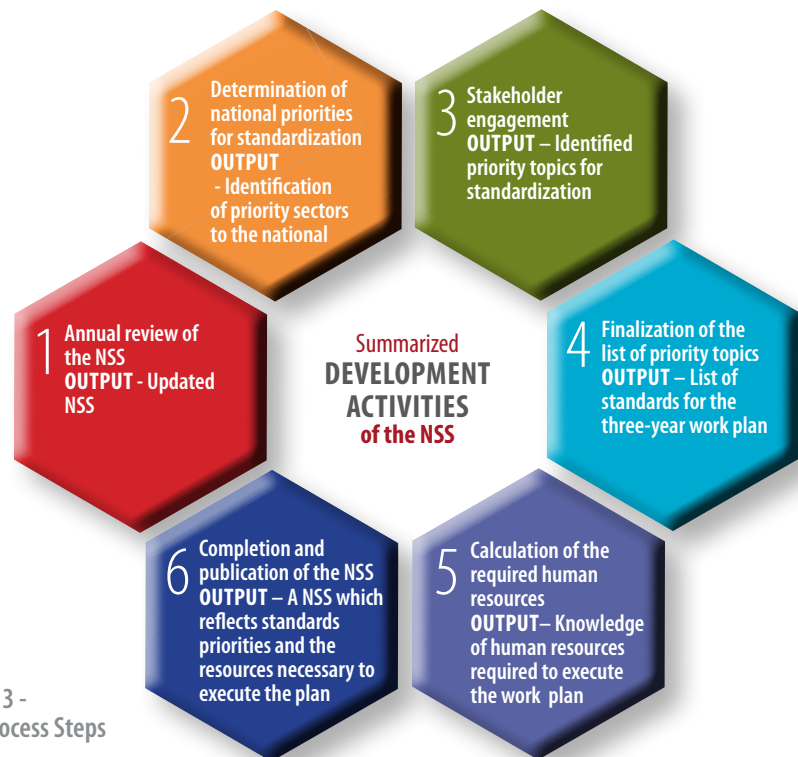 Summarized
DEVELOPMENT
ACTIVITIES
of the NSS
1
Annual review of
the NSS
OUTPUT - Updated
NSS
2
Determination of
national priorities
for standardization
OUTPUT
- Identification
of priority sectors
to the national
3
Stakeholder
engagement
OUTPUT – Identified
priority topics for
standardization
4
Finalization of the
list of priority topics
OUTPUT – List of
standards for the
three-year work plan
5
Calculation of the
required human
resources
OUTPUT– Knowledge
of human resources
required to execute
the work plan
6
Completion and
publication of the NSS
OUTPUT – A NSS which
reflects standards
priorities and the
resources necessary to
execute the plan
3 -
Steps